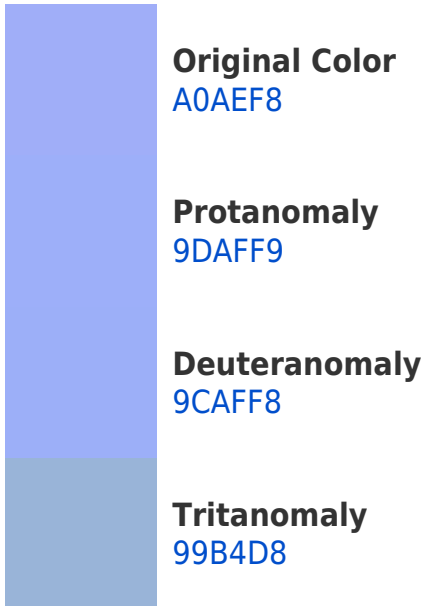 Original Color
A0AEF8
Protanomaly
9DAFF9
Deuteranomaly
9CAFF8
Tritanomaly
99B4D8